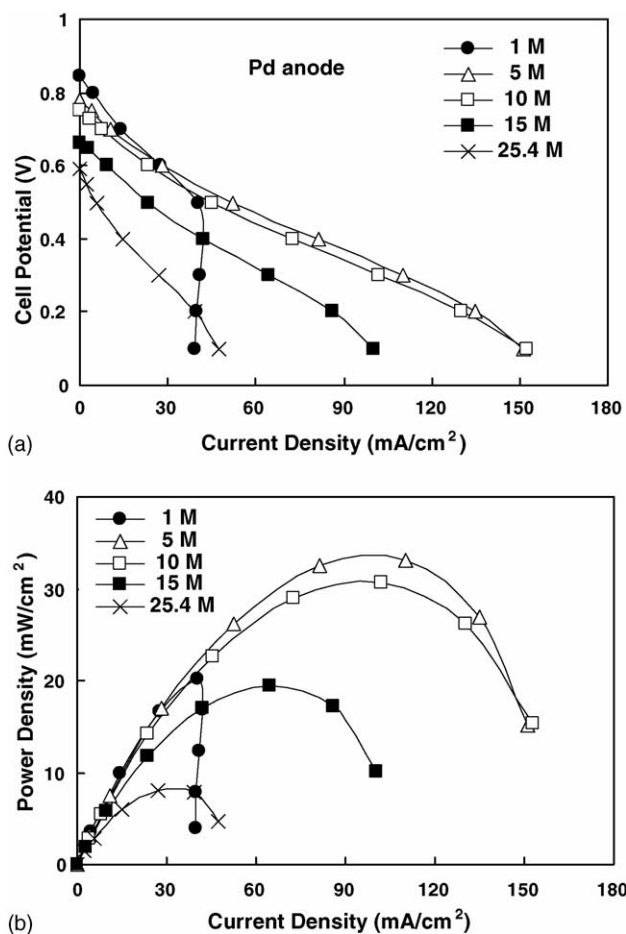 1
0.8
0.6
0.4
0.2
0
Cell Potential (V)
Pd anode
1 M
5 M
10 M
15 M
25.4 M
0 30 60 90 120 150 180
(a) Current Density (mA/cm²)
40
30
20
10
0
Power Density (mW/cm²)
1 M
5 M
10 M
15 M
25.4 M
0 30 60 90 120 150 180
(b) Current Density (mA/cm²)